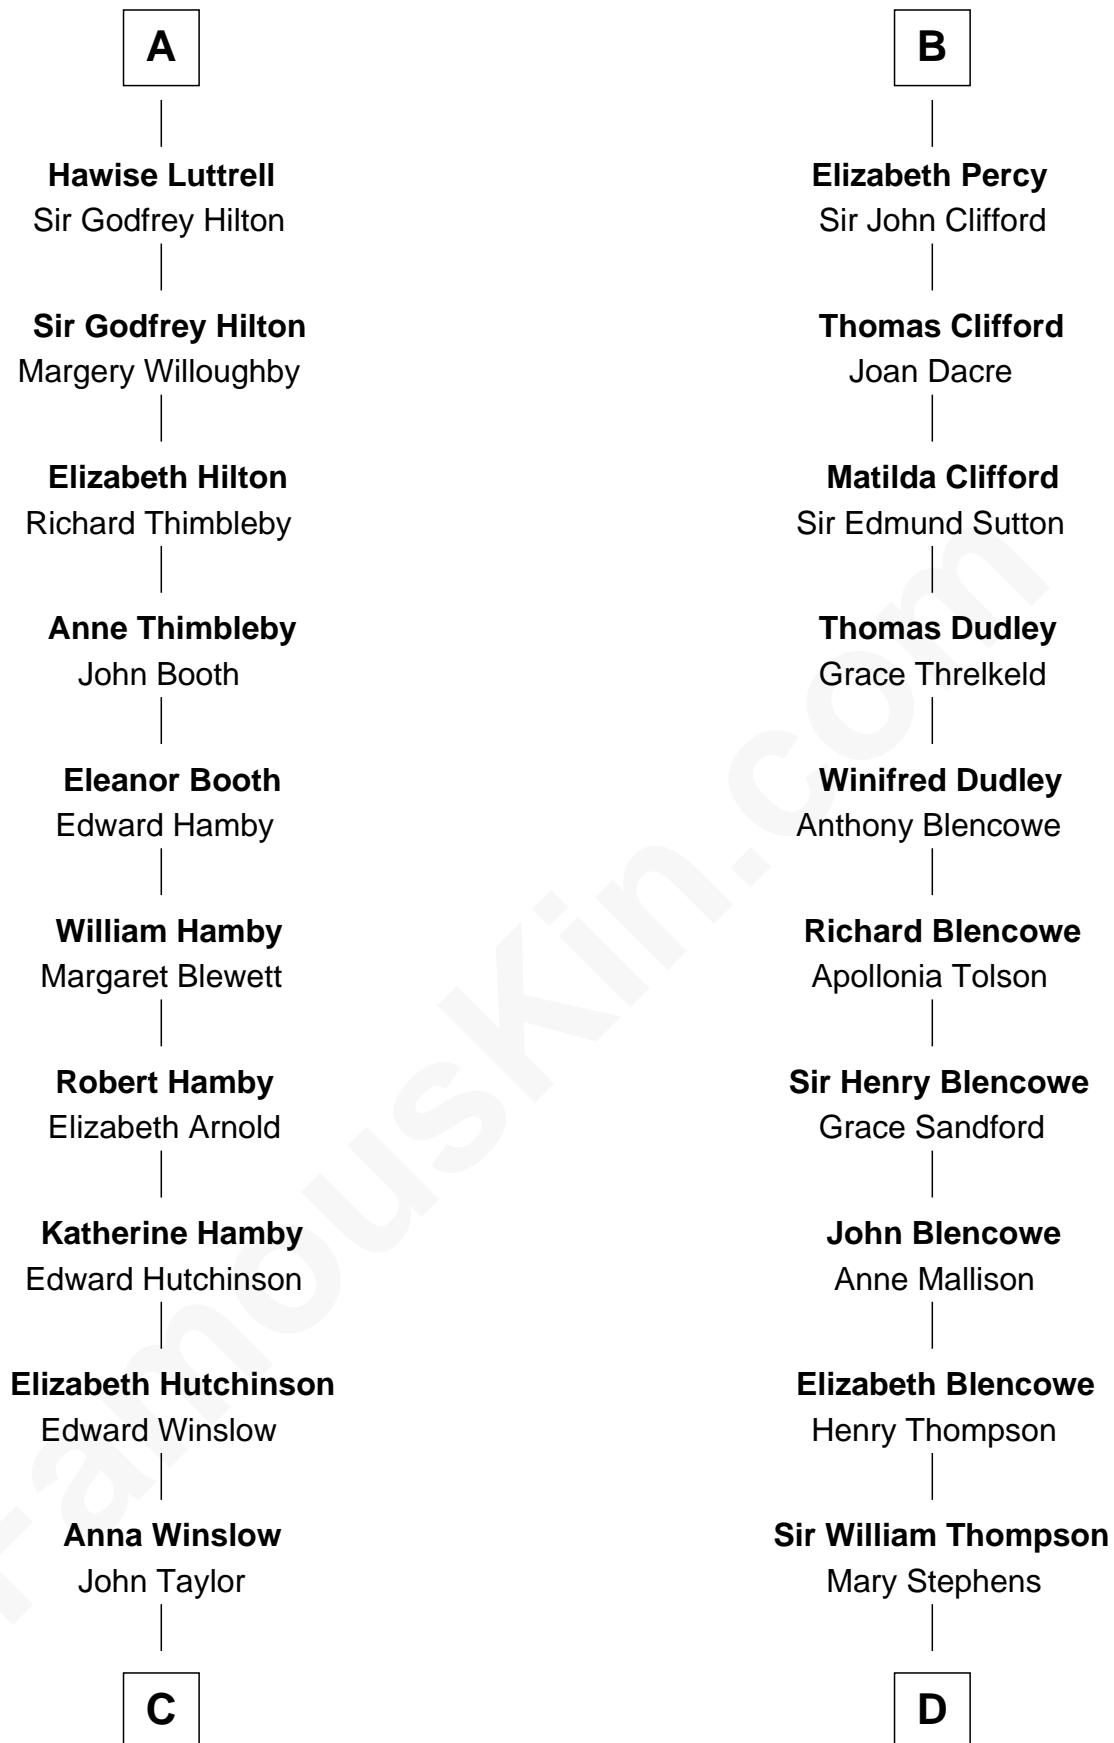 A
Hawise Luttrell
Sir Godfrey Hilton
Sir Godfrey Hilton
Margery Willoughby
Elizabeth Hilton
Richard Thimbleby
Anne Thimbleby
John Booth
Eleanor Booth
Edward Hamby
William Hamby
Margaret Blewett
Robert Hamby
Elizabeth Arnold
Katherine Hamby
Edward Hutchinson
Elizabeth Hutchinson
Edward Winslow
Anna Winslow
John Taylor
C
B
Elizabeth Percy
Sir John Clifford
Thomas Clifford
Joan Dacre
Matilda Clifford
Sir Edmund Sutton
Thomas Dudley
Grace Threlkeld
Winifred Dudley
Anthony Blencowe
Richard Blencowe
Apollonia Tolson
Sir Henry Blencowe
Grace Sandford
John Blencowe
Anne Mallison
Elizabeth Blencowe
Henry Thompson
Sir William Thompson
Mary Stephens
D
FamousKin.com